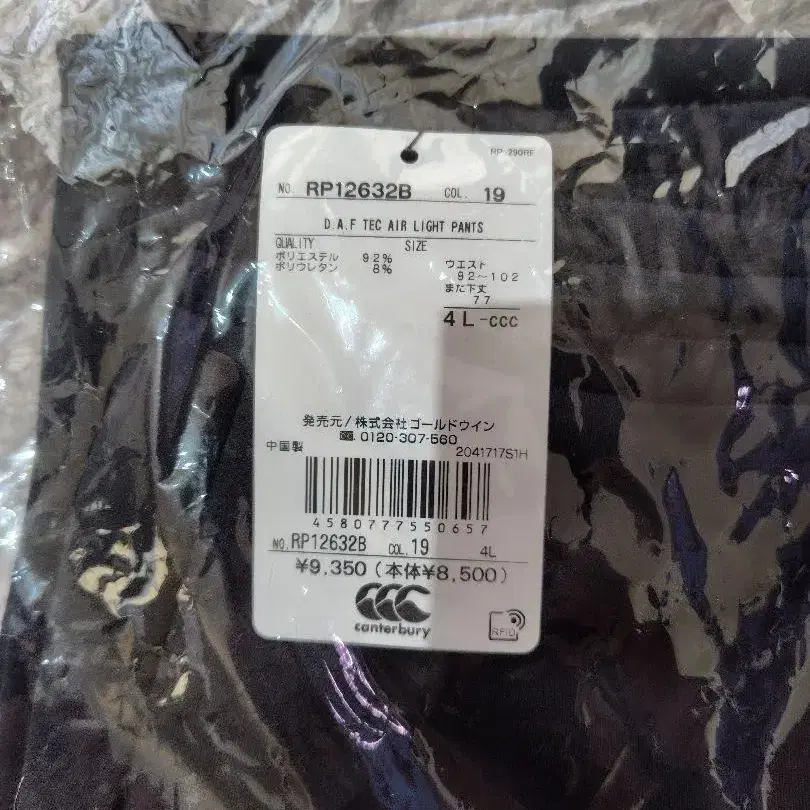 RP-290RF
NO. RP12632B COL. 19
D.A.F TEC AIR LIGHT PANTS
QUALITY SIZE
ポリエステル 92%
ポリウレタン 8%
ウエスト
92～102
また下丈
77
4L-CCC
発売元/株式会社ゴールドウイン
0120-307-560
中国製 2041717S1H
4580777550657
NO. RP12632B COL. 19 4L
¥9,350 (本体¥8,500)
canterbury
RFID